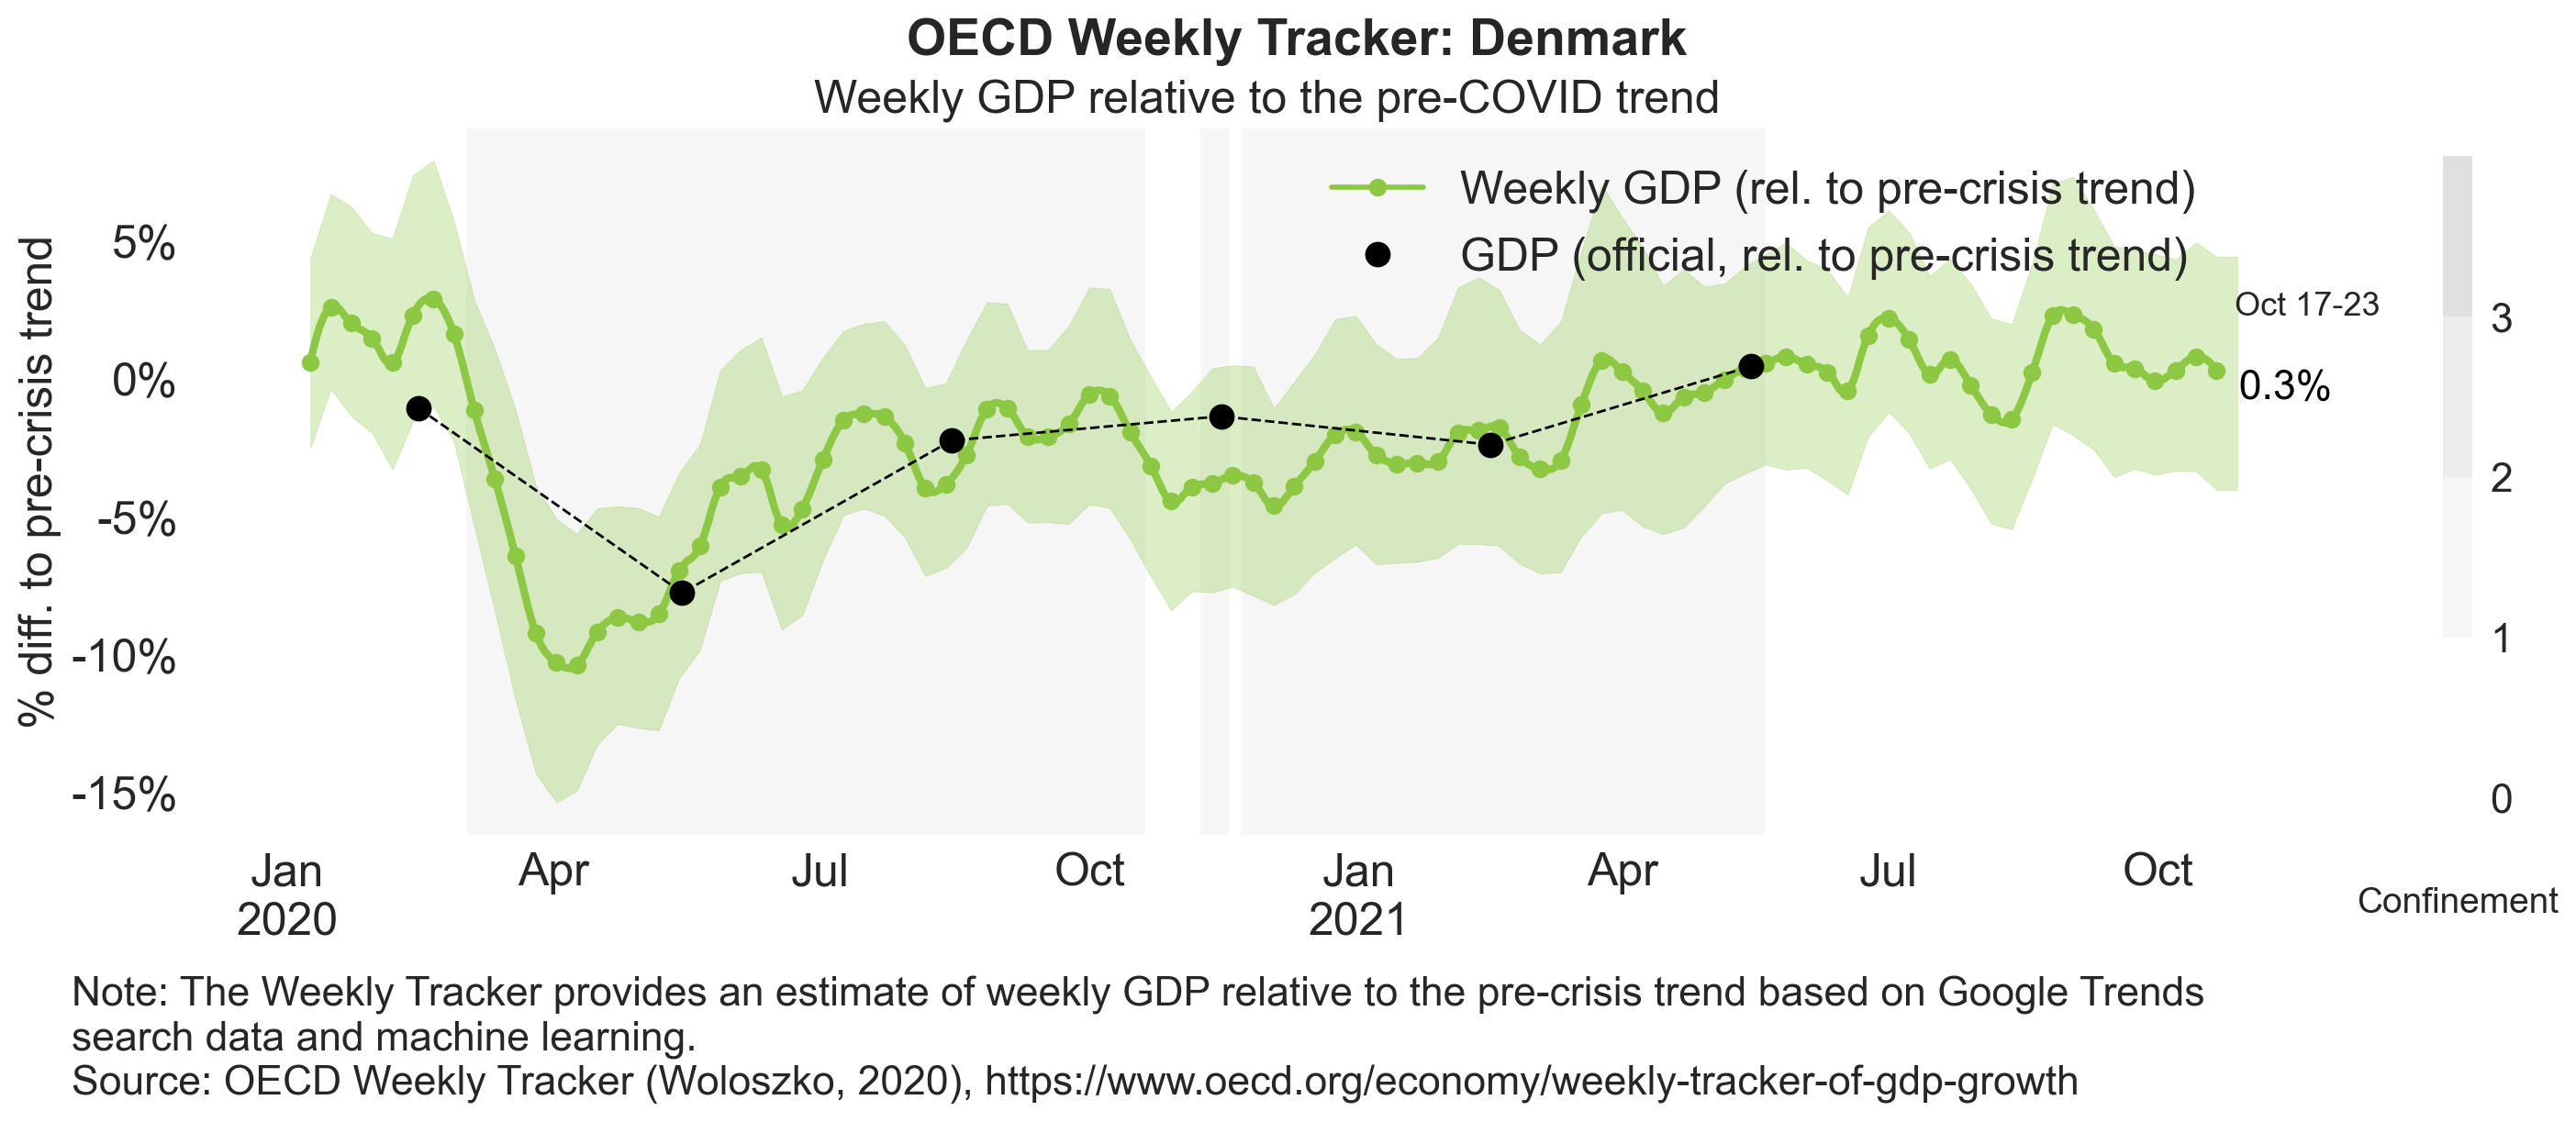 OECD Weekly Tracker: Denmark
Weekly GDP relative to the pre-COVID trend
Weekly GDP (rel. to pre-crisis trend)
GDP (official, rel. to pre-crisis trend)
% diff. to pre-crisis trend
5%
0%
-5%
-10%
-15%
Oct 17-23
0.3%
3
2
1
0
Confinement
Jan Apr Jul Oct Jan Apr Jul Oct
2020 2021
Note: The Weekly Tracker provides an estimate of weekly GDP relative to the pre-crisis trend based on Google Trends
search data and machine learning.
Source: OECD Weekly Tracker (Woloszko, 2020), https://www.oecd.org/economy/weekly-tracker-of-gdp-growth